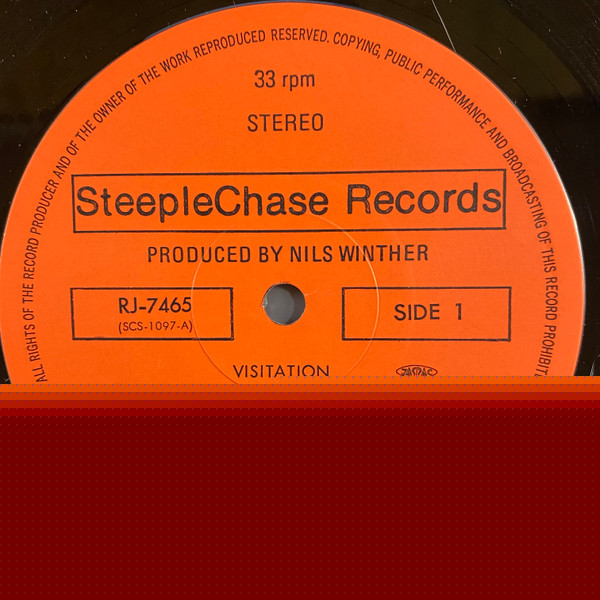 ALL RIGHTS OF THE RECORD PRODUCER AND OF THE OWNER OF THE WORK REPRODUCED RESERVED. COPYING, PUBLIC PERFORMANCE AND BROADCASTING OF THIS RECORD PROHIBIT
33 rpm
STEREO
SteepleChase Records
PRODUCED BY NILS WINTHER
RJ-7465
(SCS-1097-A)
SIDE 1
VISITATION